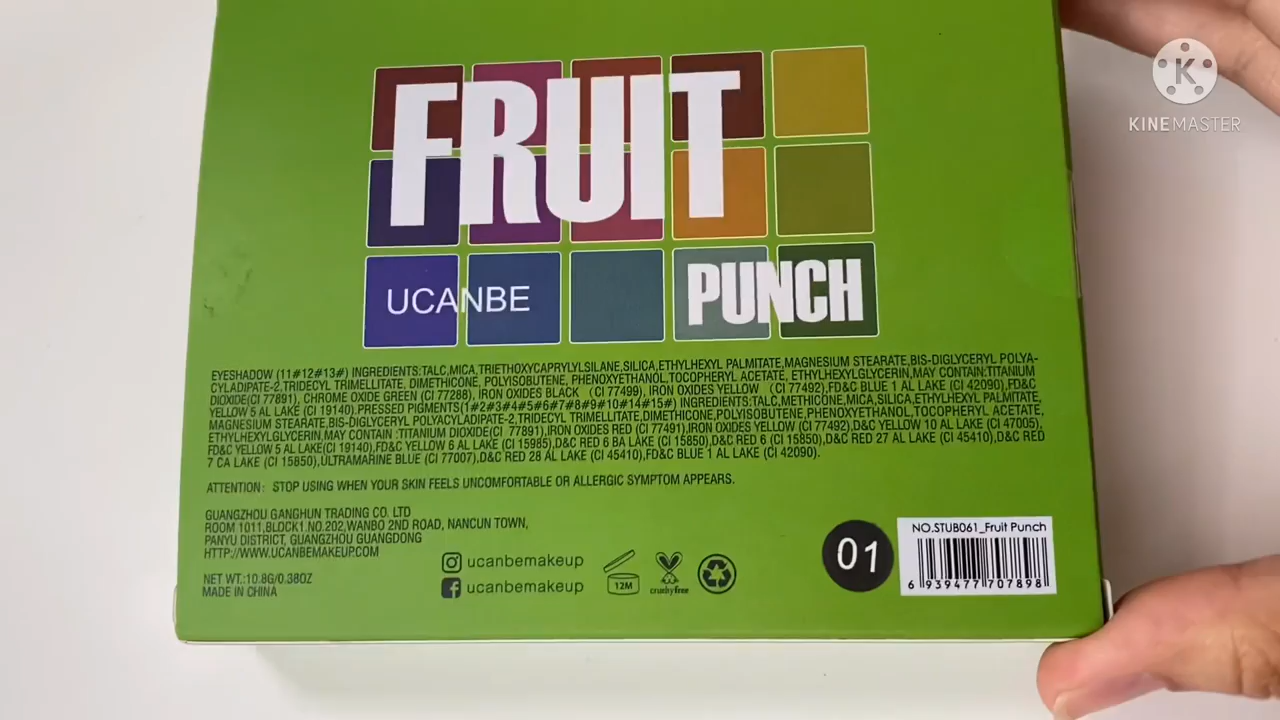 FRUIT
PUNCH
UCANBE
KINEMASTER
EYESHADOW (11#12#13#) INGREDIENTS:TALC,MICA,TRIETHOXYCAPRYLYLSILANE,SILICA,ETHYLHEXYL PALMITATE,MAGNESIUM STEARATE,BIS-DIGLYCERYL POLYA-
CYLADIPATE-2,TRIDECYL TRIMELLITATE, DIMETHICONE, POLYISOBUTENE, PHENOXYETHANOL,TOCOPHERYL ACETATE, ETHYLHEXYLGLYCERIN,MAY CONTAIN:TITANIUM
DIOXIDE(CI 77891), CHROME OXIDE GREEN (CI 77288), IRON OXIDES BLACK (CI 77499), IRON OXIDES YELLOW (CI 77492),FD&C BLUE 1 AL LAKE (CI 42090),FD&C
YELLOW 5 AL LAKE (CI 19140).PRESSED PIGMENTS(1#2#3#4#5#6#7#8#9#10#14#15#) INGREDIENTS:TALC,METHICONE,MICA,SILICA,ETHYLHEXYL PALMITATE,
MAGNESIUM STEARATE,BIS-DIGLYCERYL POLYACYLADIPATE-2,TRIDECYL TRIMELLITATE,DIMETHICONE,POLYISOBUTENE,PHENOXYETHANOL,TOCOPHERYL ACETATE,
ETHYLHEXYLGLYCERIN,MAY CONTAIN :TITANIUM DIOXIDE(CI 77891),IRON OXIDES RED (CI 77491),IRON OXIDES YELLOW (CI 77492),D&C YELLOW 10 AL LAKE (CI 47005),
FD&C YELLOW 5 AL LAKE(CI 19140),FD&C YELLOW 6 AL LAKE (CI 15985),D&C RED 6 BA LAKE (CI 15850),D&C RED 6 (CI 15850),D&C RED 27 AL LAKE (CI 45410),D&C RED
7 CA LAKE (CI 15850),ULTRAMARINE BLUE (CI 77007),D&C RED 28 AL LAKE (CI 45410),FD&C BLUE 1 AL LAKE (CI 42090).
ATTENTION: STOP USING WHEN YOUR SKIN FEELS UNCOMFORTABLE OR ALLERGIC SYMPTOM APPEARS.
GUANGZHOU GANGHUN TRADING CO. LTD
ROOM 1011,BLOCK1.NO.202,WANBO 2ND ROAD, NANCUN TOWN,
PANYU DISTRICT, GUANGZHOU GUANGDONG
HTTP://WWW.UCANBEMAKEUP.COM
NET WT.:10.8G/0.38OZ
MADE IN CHINA
ucanbemakeup
ucanbemakeup
12M
crueltyfree
01
NO.STUB061_Fruit Punch
6 939477 707898